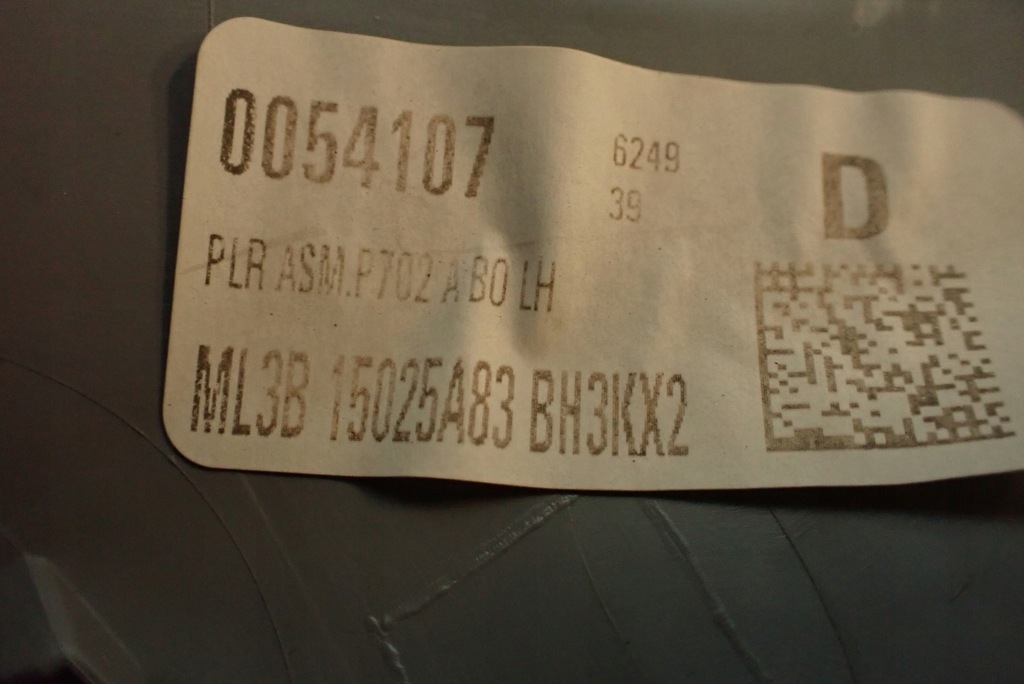 0054107
6249
39
D
PLR ASM.P702 A BO LH
ML3B 15025A83 BH3KX2